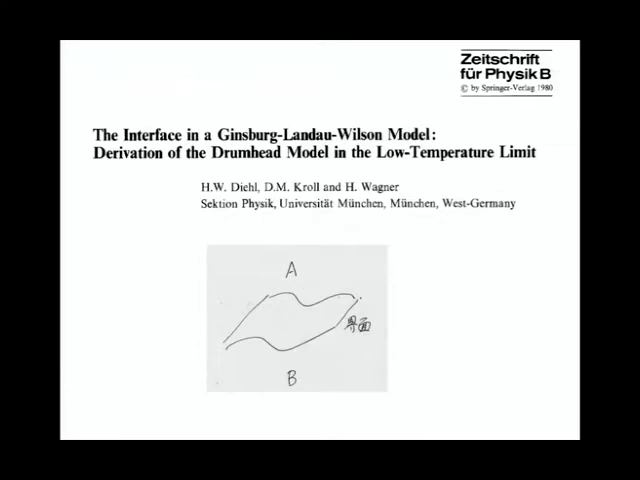 Zeitschrift
für Physik B
© by Springer-Verlag 1980
The Interface in a Ginsburg-Landau-Wilson Model:
Derivation of the Drumhead Model in the Low-Temperature Limit
H.W. Diehl, D.M. Kroll and H. Wagner
Sektion Physik, Universität München, München, West-Germany
A
界面
B